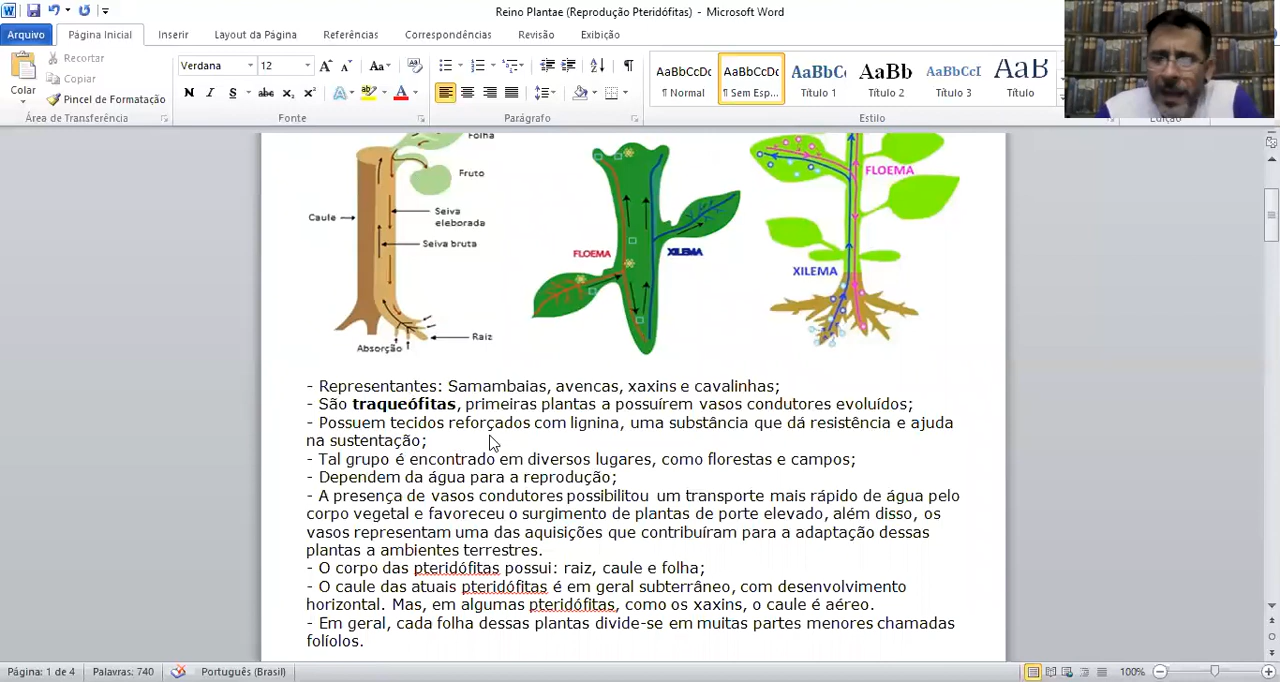 Reino Plantae (Reprodução Pteridófitas) - Microsoft Word
Arquivo Página Inicial Inserir Layout da Página Referências Correspondências Revisão Exibição
Colar
Recortar
Copiar
Pincel de Formatação
Área de Transferência
Verdana 12
N I S abc x₂ x²
Fonte
Parágrafo
AaBbCcDc AaBbCcDc AaBbC AaBb AaBbCcI AaB
¶ Normal ¶ Sem Esp... Título 1 Título 2 Título 3 Título
Estilo
Edição
Folha
Fruto
Caule
Seiva
elaborada
Seiva bruta
Raiz
Absorção
FLOEMA
XILEMA
FLOEMA
XILEMA
- Representantes: Samambaias, avencas, xaxins e cavalinhas;
- São traqueófitas, primeiras plantas a possuírem vasos condutores evoluídos;
- Possuem tecidos reforçados com lignina, uma substância que dá resistência e ajuda
na sustentação;
- Tal grupo é encontrado em diversos lugares, como florestas e campos;
- Dependem da água para a reprodução;
- A presença de vasos condutores possibilitou um transporte mais rápido de água pelo
corpo vegetal e favoreceu o surgimento de plantas de porte elevado, além disso, os
vasos representam uma das aquisições que contribuíram para a adaptação dessas
plantas a ambientes terrestres.
- O corpo das pteridófitas possui: raiz, caule e folha;
- O caule das atuais pteridófitas é em geral subterrâneo, com desenvolvimento
horizontal. Mas, em algumas pteridófitas, como os xaxins, o caule é aéreo.
- Em geral, cada folha dessas plantas divide-se em muitas partes menores chamadas
folíolos.
Página: 1 de 4 Palavras: 740 Português (Brasil) 100%